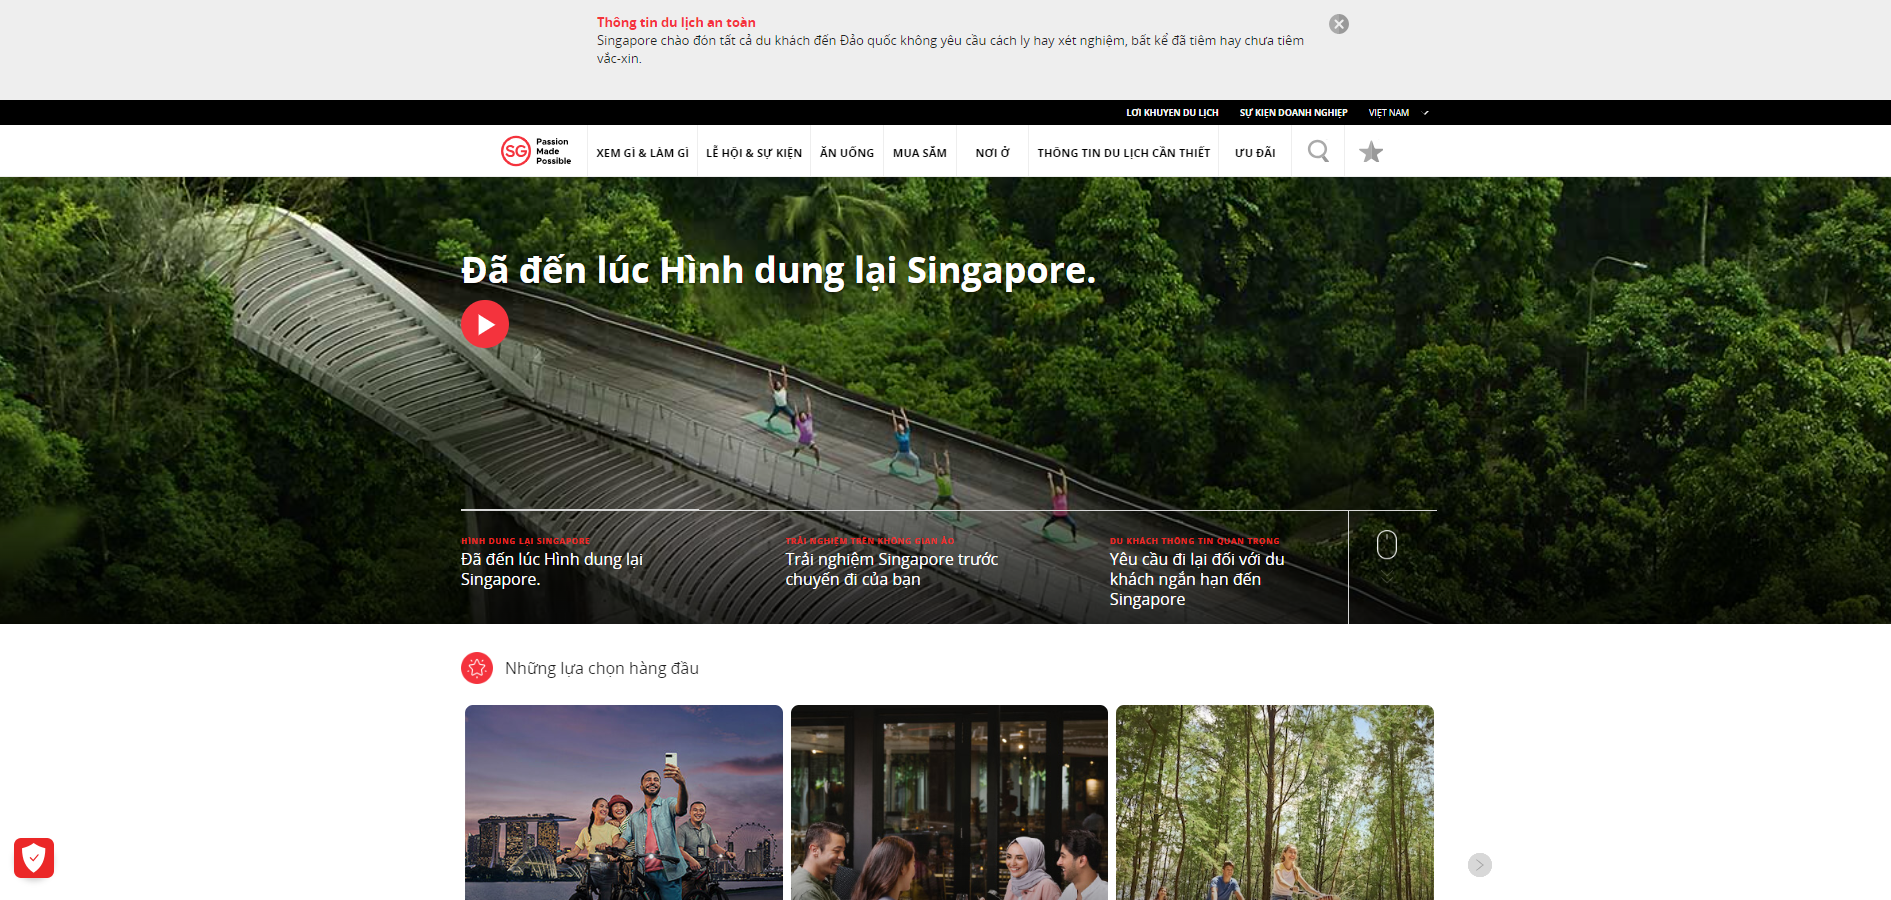 Thông tin du lịch an toàn
Singapore chào đón tất cả du khách đến Đảo quốc không yêu cầu cách ly hay xét nghiệm, bất kể đã tiêm hay chưa tiêm
vắc-xin.
LỜI KHUYÊN DU LỊCH SỰ KIỆN DOANH NGHIỆP VIỆT NAM
SG Passion
Made
Possible
XEM GÌ & LÀM GÌ LỄ HỘI & SỰ KIỆN ĂN UỐNG MUA SẮM NƠI Ở THÔNG TIN DU LỊCH CẦN THIẾT ƯU ĐÃI
Đã đến lúc Hình dung lại Singapore.
HÌNH DUNG LẠI SINGAPORE
Đã đến lúc Hình dung lại
Singapore.
TRẢI NGHIỆM TRÊN KHÔNG GIAN ẢO
Trải nghiệm Singapore trước
chuyến đi của bạn
DU KHÁCH THÔNG TIN QUAN TRỌNG
Yêu cầu đi lại đối với du
khách ngắn hạn đến
Singapore
Những lựa chọn hàng đầu